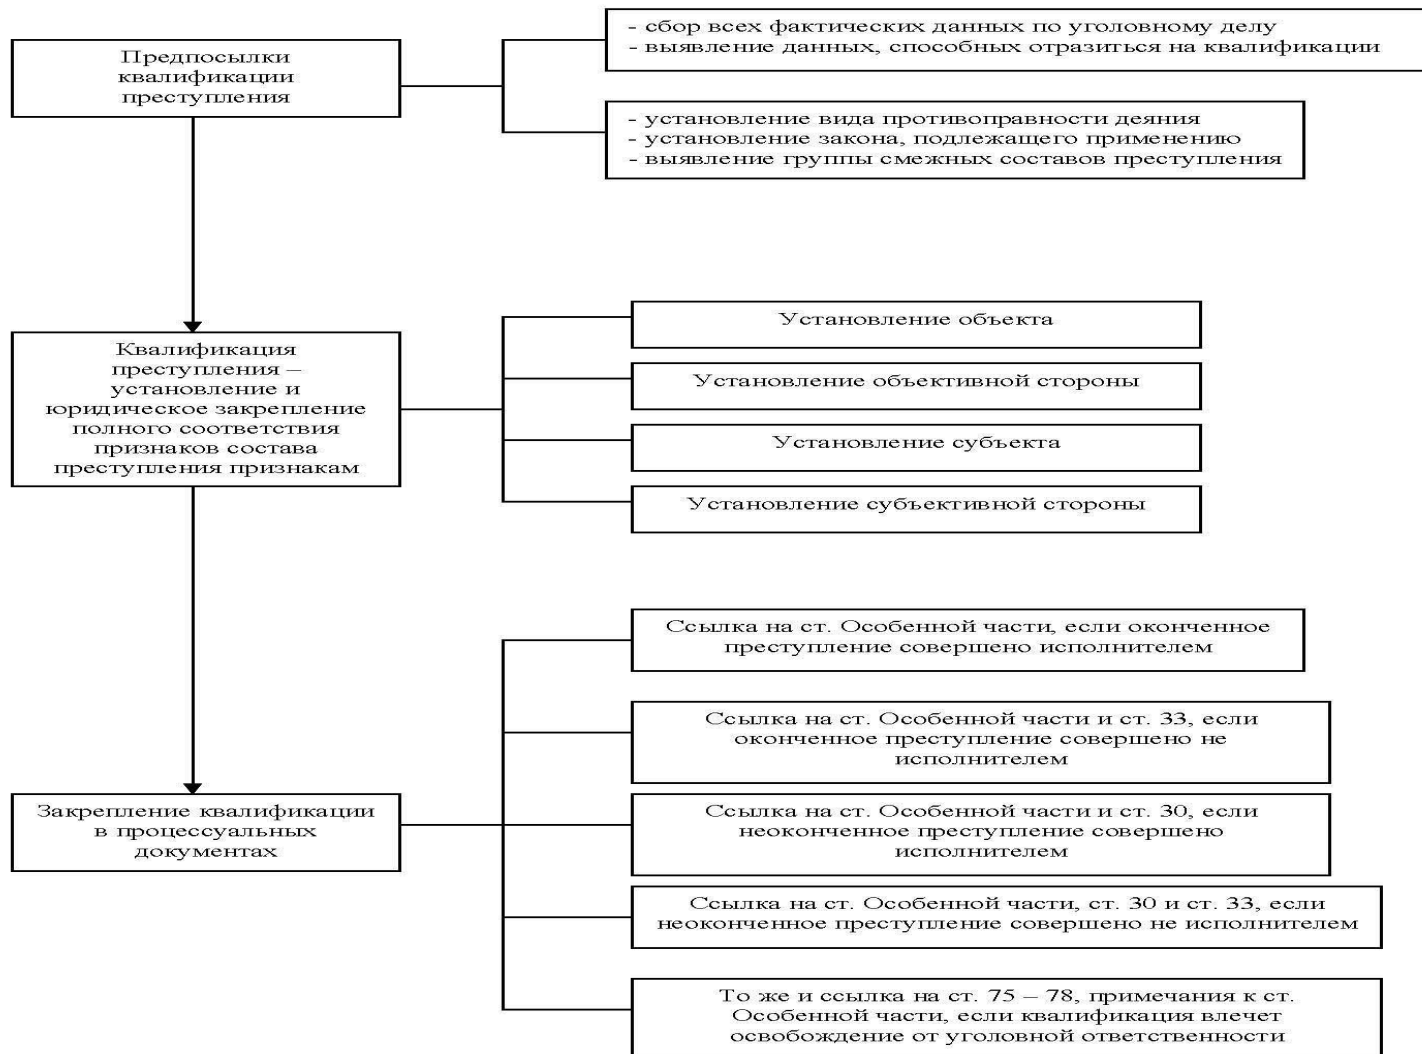 Предпосылки
квалификации
преступления
- сбор всех фактических данных по уголовному делу
- выявление данных, способных отразиться на квалификации
- установление вида противоправности деяния
- установление закона, подлежащего применению
- выявление группы смежных составов преступления
Квалификация
преступления –
установление и
юридическое закрепление
полного соответствия
признаков состава
преступления признакам
Установление объекта
Установление объективной стороны
Установление субъекта
Установление субъективной стороны
Закрепление квалификации
в процессуальных
документах
Ссылка на ст. Особенной части, если оконченное
преступление совершено исполнителем
Ссылка на ст. Особенной части и ст. 33, если
оконченное преступление совершено не
исполнителем
Ссылка на ст. Особенной части и ст. 30, если
неоконченное преступление совершено
исполнителем
Ссылка на ст. Особенной части, ст. 30 и ст. 33, если
неоконченное преступление совершено не исполнителем
То же и ссылка на ст. 75 – 78, примечания к ст.
Особенной части, если квалификация влечет
освобождение от уголовной ответственности